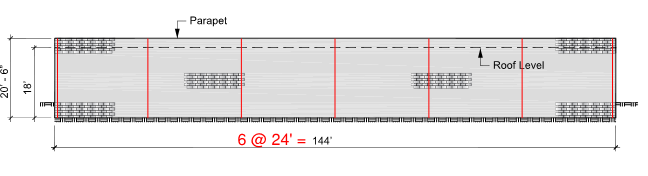 Parapet
Roof Level
20' - 6"
18'
6 @ 24' = 144'